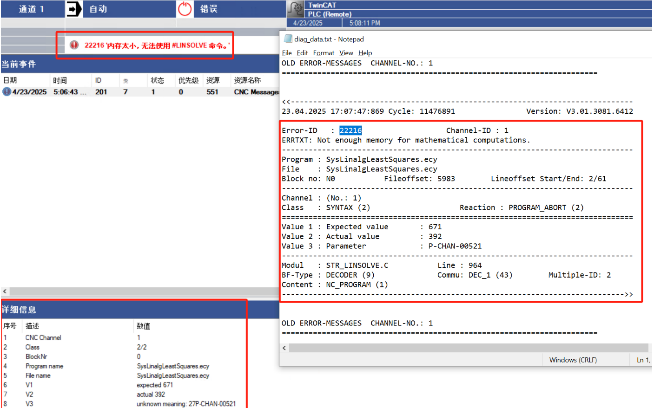 通道 1
自动
错误
TwinCAT
PLC (Remote)
4/23/2025 5:08:11 PM
22216 '内存太小，无法使用 #LINSOLVE 命令。'
当前事件
日期 时间 ID 状态 优先级 资源 资源名称
4/23/2025 5:06:43 ... 201 7 1 0 551 CNC Messages
详细信息
序号 描述 数值
1 CNC Channel 1
2 Class 2/2
3 BlockNr 0
4 Program name SysLinalgLeastSquares.ecy
5 File name SysLinalgLeastSquares.ecy
6 V1 expected 671
7 V2 actual 392
8 V3 unknown meaning: 27P-CHAN-00521
diag_data.txt - Notepad
File Edit Format View Help
OLD ERROR-MESSAGES CHANNEL-NO.: 1
================================================================
<<------------------------------------------------------------------
23.04.2025 17:07:47:869 Cycle: 11476891 Version: V3.01.3081.6412
Error-ID : 22216 Channel-ID : 1
ERRTXT: Not enough memory for mathematical computations.
Program : SysLinalgLeastSquares.ecy
File : SysLinalgLeastSquares.ecy
Block no: N0 Fileoffset: 5983 Lineoffset Start/End: 2/61
Channel : (No.: 1)
Class : SYNTAX (2) Reaction : PROGRAM_ABORT (2)
================================================================
Value 1 : Expected value : 671
Value 2 : Actual value : 392
Value 3 : Parameter : P-CHAN-00521
Modul : STR_LINSOLVE.C Line : 964
BF-Type : DECODER (9) Commu: DEC_1 (43) Multiple-ID: 2
Content : NC_PROGRAM (1)
------------------------------------------------------------------>>
OLD ERROR-MESSAGES CHANNEL-NO.: 1
================================================================
Windows (CRLF) Ln 1,